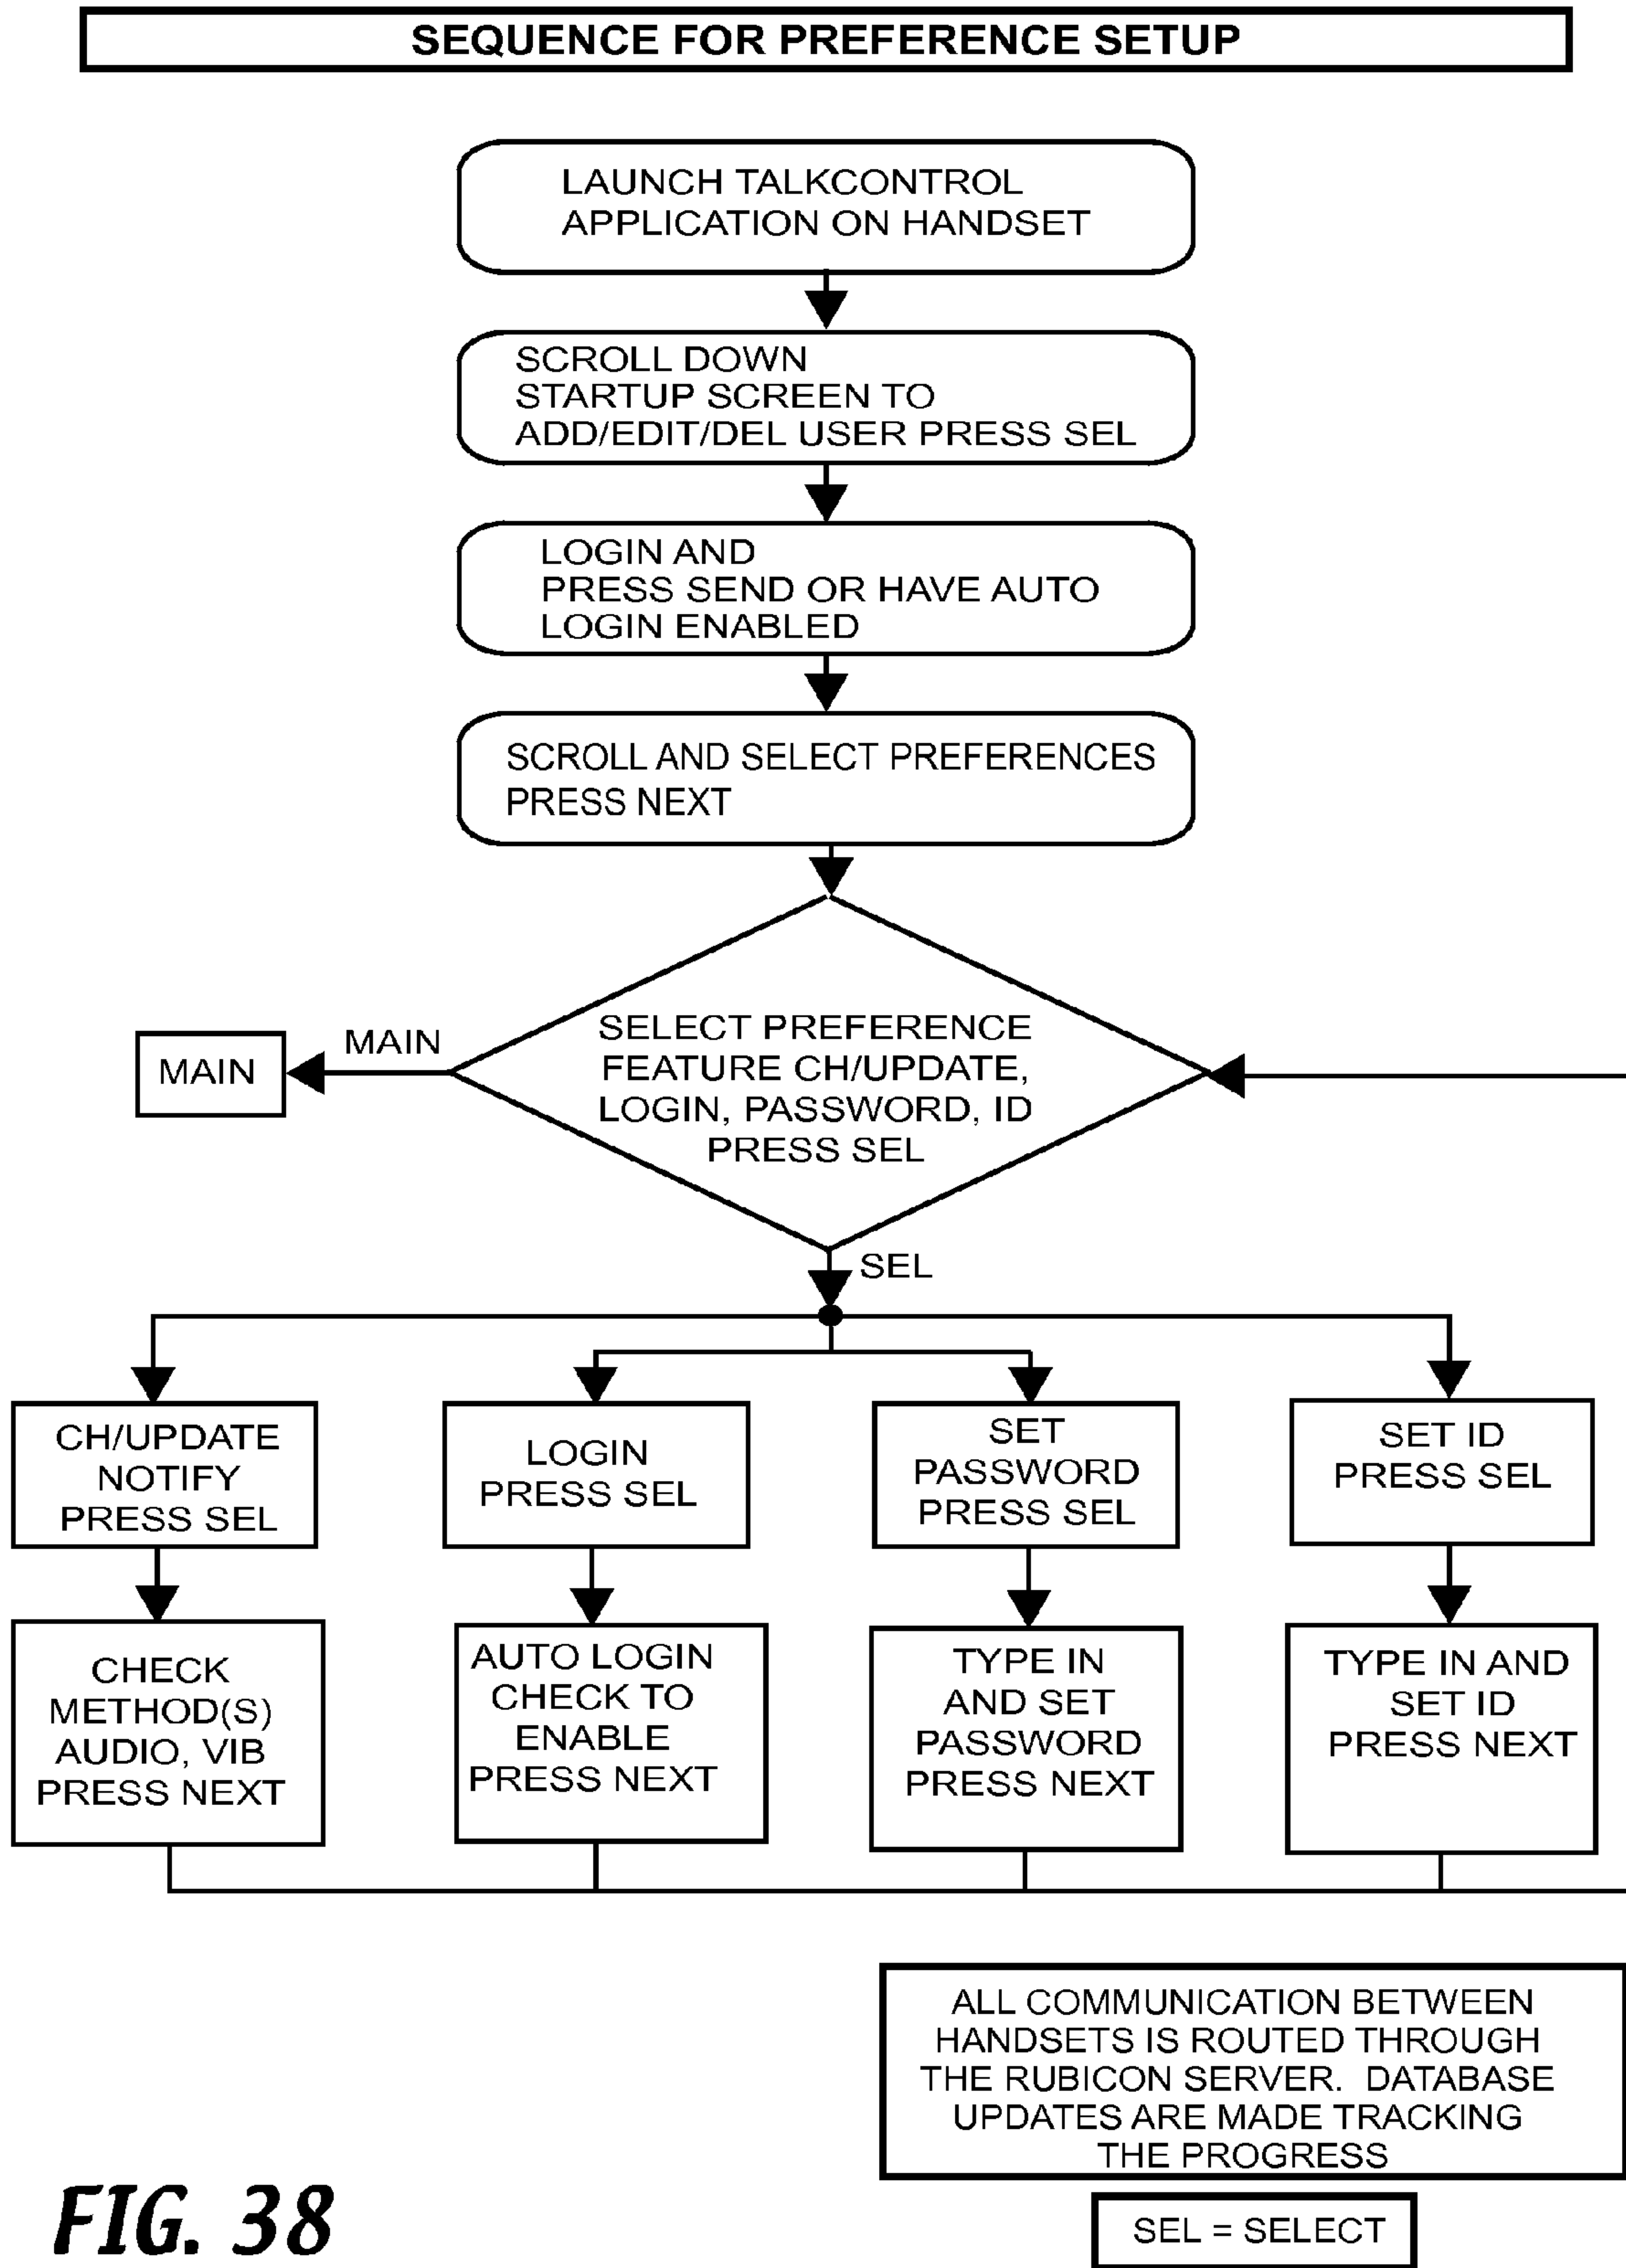 SEQUENCE FOR PREFERENCE SETUP
LAUNCH TALKCONTROL
APPLICATION ON HANDSET
SCROLL DOWN
STARTUP SCREEN TO
ADD/EDIT/DEL USER PRESS SEL
LOGIN AND
PRESS SEND OR HAVE AUTO
LOGIN ENABLED
SCROLL AND SELECT PREFERENCES
PRESS NEXT
MAIN
MAIN
SELECT PREFERENCE
FEATURE CH/UPDATE,
LOGIN, PASSWORD, ID
PRESS SEL
SEL
CH/UPDATE
NOTIFY
PRESS SEL
LOGIN
PRESS SEL
SET
PASSWORD
PRESS SEL
SET ID
PRESS SEL
CHECK
METHOD(S)
AUDIO, VIB
PRESS NEXT
AUTO LOGIN
CHECK TO
ENABLE
PRESS NEXT
TYPE IN
AND SET
PASSWORD
PRESS NEXT
TYPE IN AND
SET ID
PRESS NEXT
ALL COMMUNICATION BETWEEN
HANDSETS IS ROUTED THROUGH
THE RUBICON SERVER. DATABASE
UPDATES ARE MADE TRACKING
THE PROGRESS
SEL = SELECT
FIG. 38